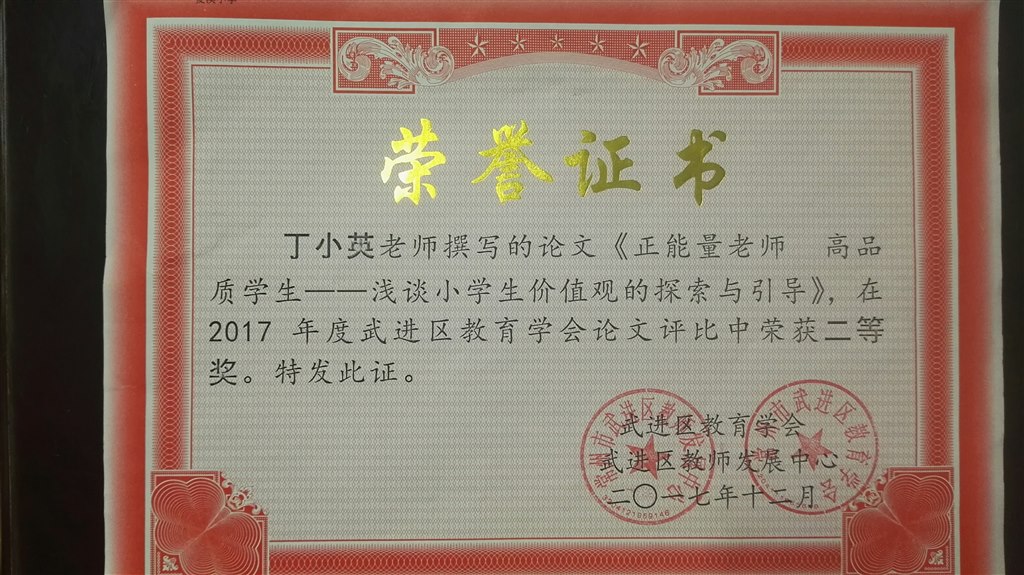 荣誉证书
丁小英老师撰写的论文《正能量老师 高品
质学生——浅谈小学生价值观的探索与引导》，在
2017 年度武进区教育学会论文评比中荣获二等
奖。特发此证。
武进区教育学会
武进区教师发展中心
二〇一七年十二月